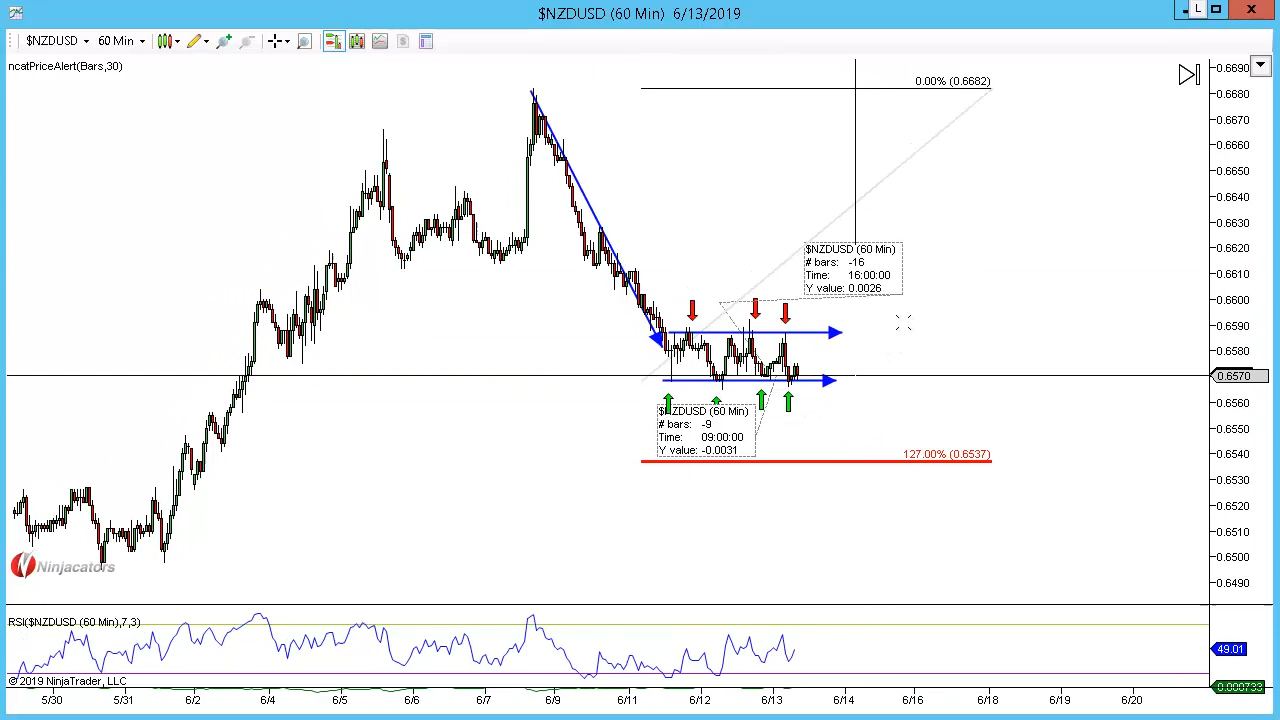 $NZDUSD (60 Min) 6/13/2019
L
$NZDUSD 60 Min
ncatPriceAlert(Bars,30)
0.00% (0.6682)
$NZDUSD (60 Min)
# bars: -16
Time: 16:00:00
Y value: 0.0026
$NZDUSD (60 Min)
# bars: -9
Time: 09:00:00
Y value: -0.0031
127.00% (0.6537)
0.6690
0.6680
0.6670
0.6660
0.6650
0.6640
0.6630
0.6620
0.6610
0.6600
0.6590
0.6580
0.6570
0.6560
0.6550
0.6540
0.6530
0.6520
0.6510
0.6500
0.6490
Ninjacators
RSI($NZDUSD (60 Min),7,3)
49.01
© 2019 NinjaTrader, LLC
0.000733
5/30 5/31 6/2 6/4 6/5 6/6 6/7 6/9 6/11 6/12 6/13 6/14 6/16 6/18 6/19 6/20